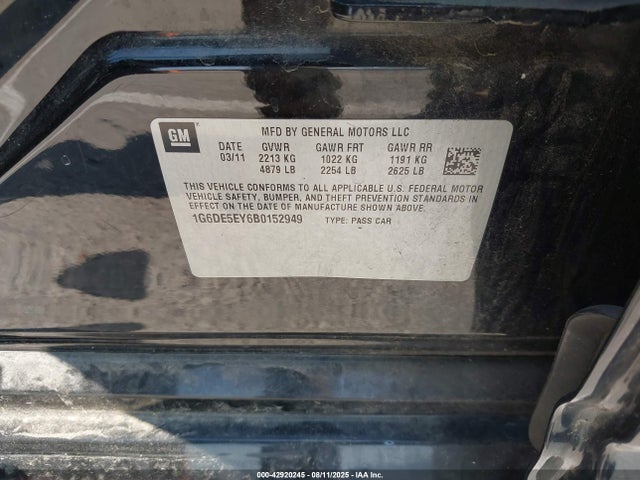 GM
MFD BY GENERAL MOTORS LLC
DATE GVWR GAWR FRT GAWR RR
03/11 2213 KG 1022 KG 1191 KG
4879 LB 2254 LB 2625 LB
THIS VEHICLE CONFORMS TO ALL APPLICABLE U.S. FEDERAL MOTOR
VEHICLE SAFETY, BUMPER, AND THEFT PREVENTION STANDARDS
IN EFFECT ON THE DATE OF MANUFACTURE SHOWN ABOVE.
1G6DE5EY6B0152949 TYPE: PASS CAR
000-42920245 - 08/11/2025 - IAA Inc.